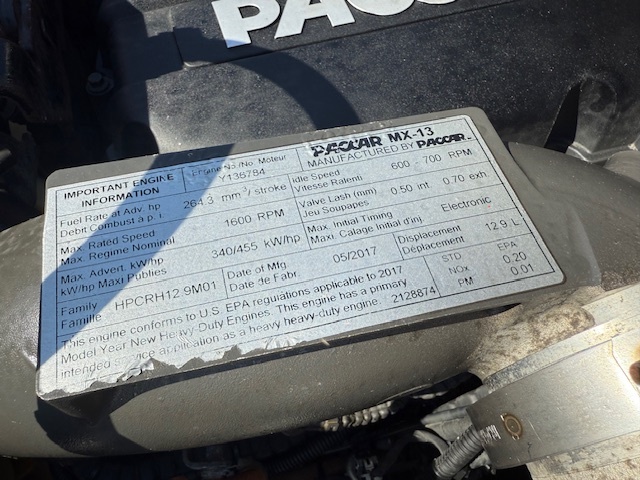 PACCAR
PACCAR MX-13
MANUFACTURED BY PACCAR
IMPORTANT ENGINE
INFORMATION
Engine No./No. Moteur
Y136784
Fuel Rate at Adv. hp
Debit Combust à p. i.
264.3 mm³/ stroke
Idle Speed
Vitesse Ralenti
600 - 700 RPM
Max. Rated Speed
Max. Regime Nominal
1600 RPM
Valve Lash (mm)
Jeu Soupapes
0.50 int. 0.70 exh
Max. Advert. kW/hp
kW/hp Maxi Publies
340/455 kW/hp
Max. Initial Timing
Maxi. Calage Initial d'inj
Electronic
Family
Famille
HPCRH12.9M01
Date of Mfg
Date de Fabr.
05/2017
Displacement
Déplacement
12.9 L.
This engine conforms to U.S. EPA regulations applicable to 2017
Model Year New Heavy-Duty Engines. This engine has a primary
intended service application as a heavy heavy-duty engine. 2128874
STD EPA
NOx 0.20
PM 0.01